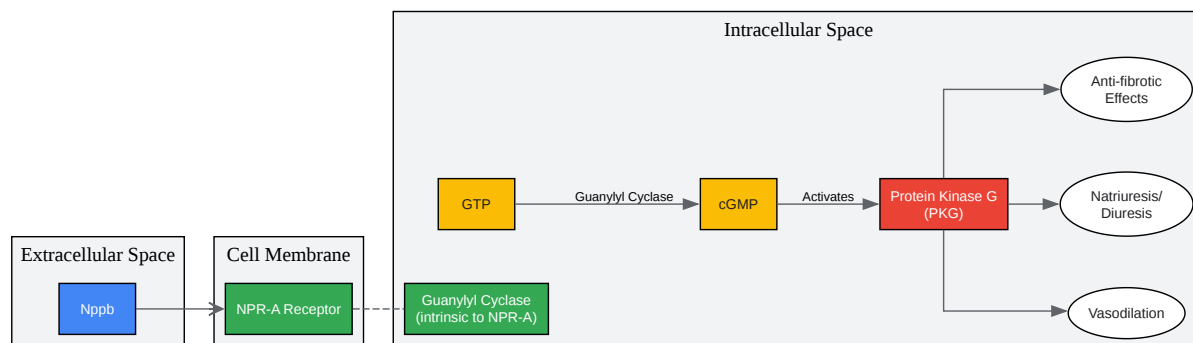 Intracellular Space
Anti-fibrotic
Effects
GTP
Guanylyl Cyclase
cGMP
Activates
Protein Kinase G
(PKG)
Natriuresis/
Diuresis
Extracellular Space
Cell Membrane
Nppb
NPR-A Receptor
Guanylyl Cyclase
(intrinsic to NPR-A)
Vasodilation